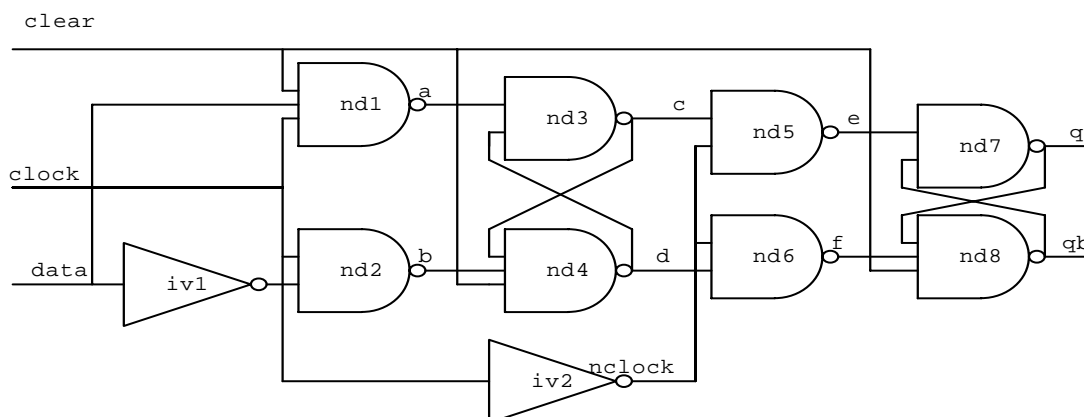 clear
nd1
a
nd3
c
nd5
e
nd7
q
clock
data
iv1
nd2
b
nd4
d
nd6
f
nd8
qb
iv2
nclock